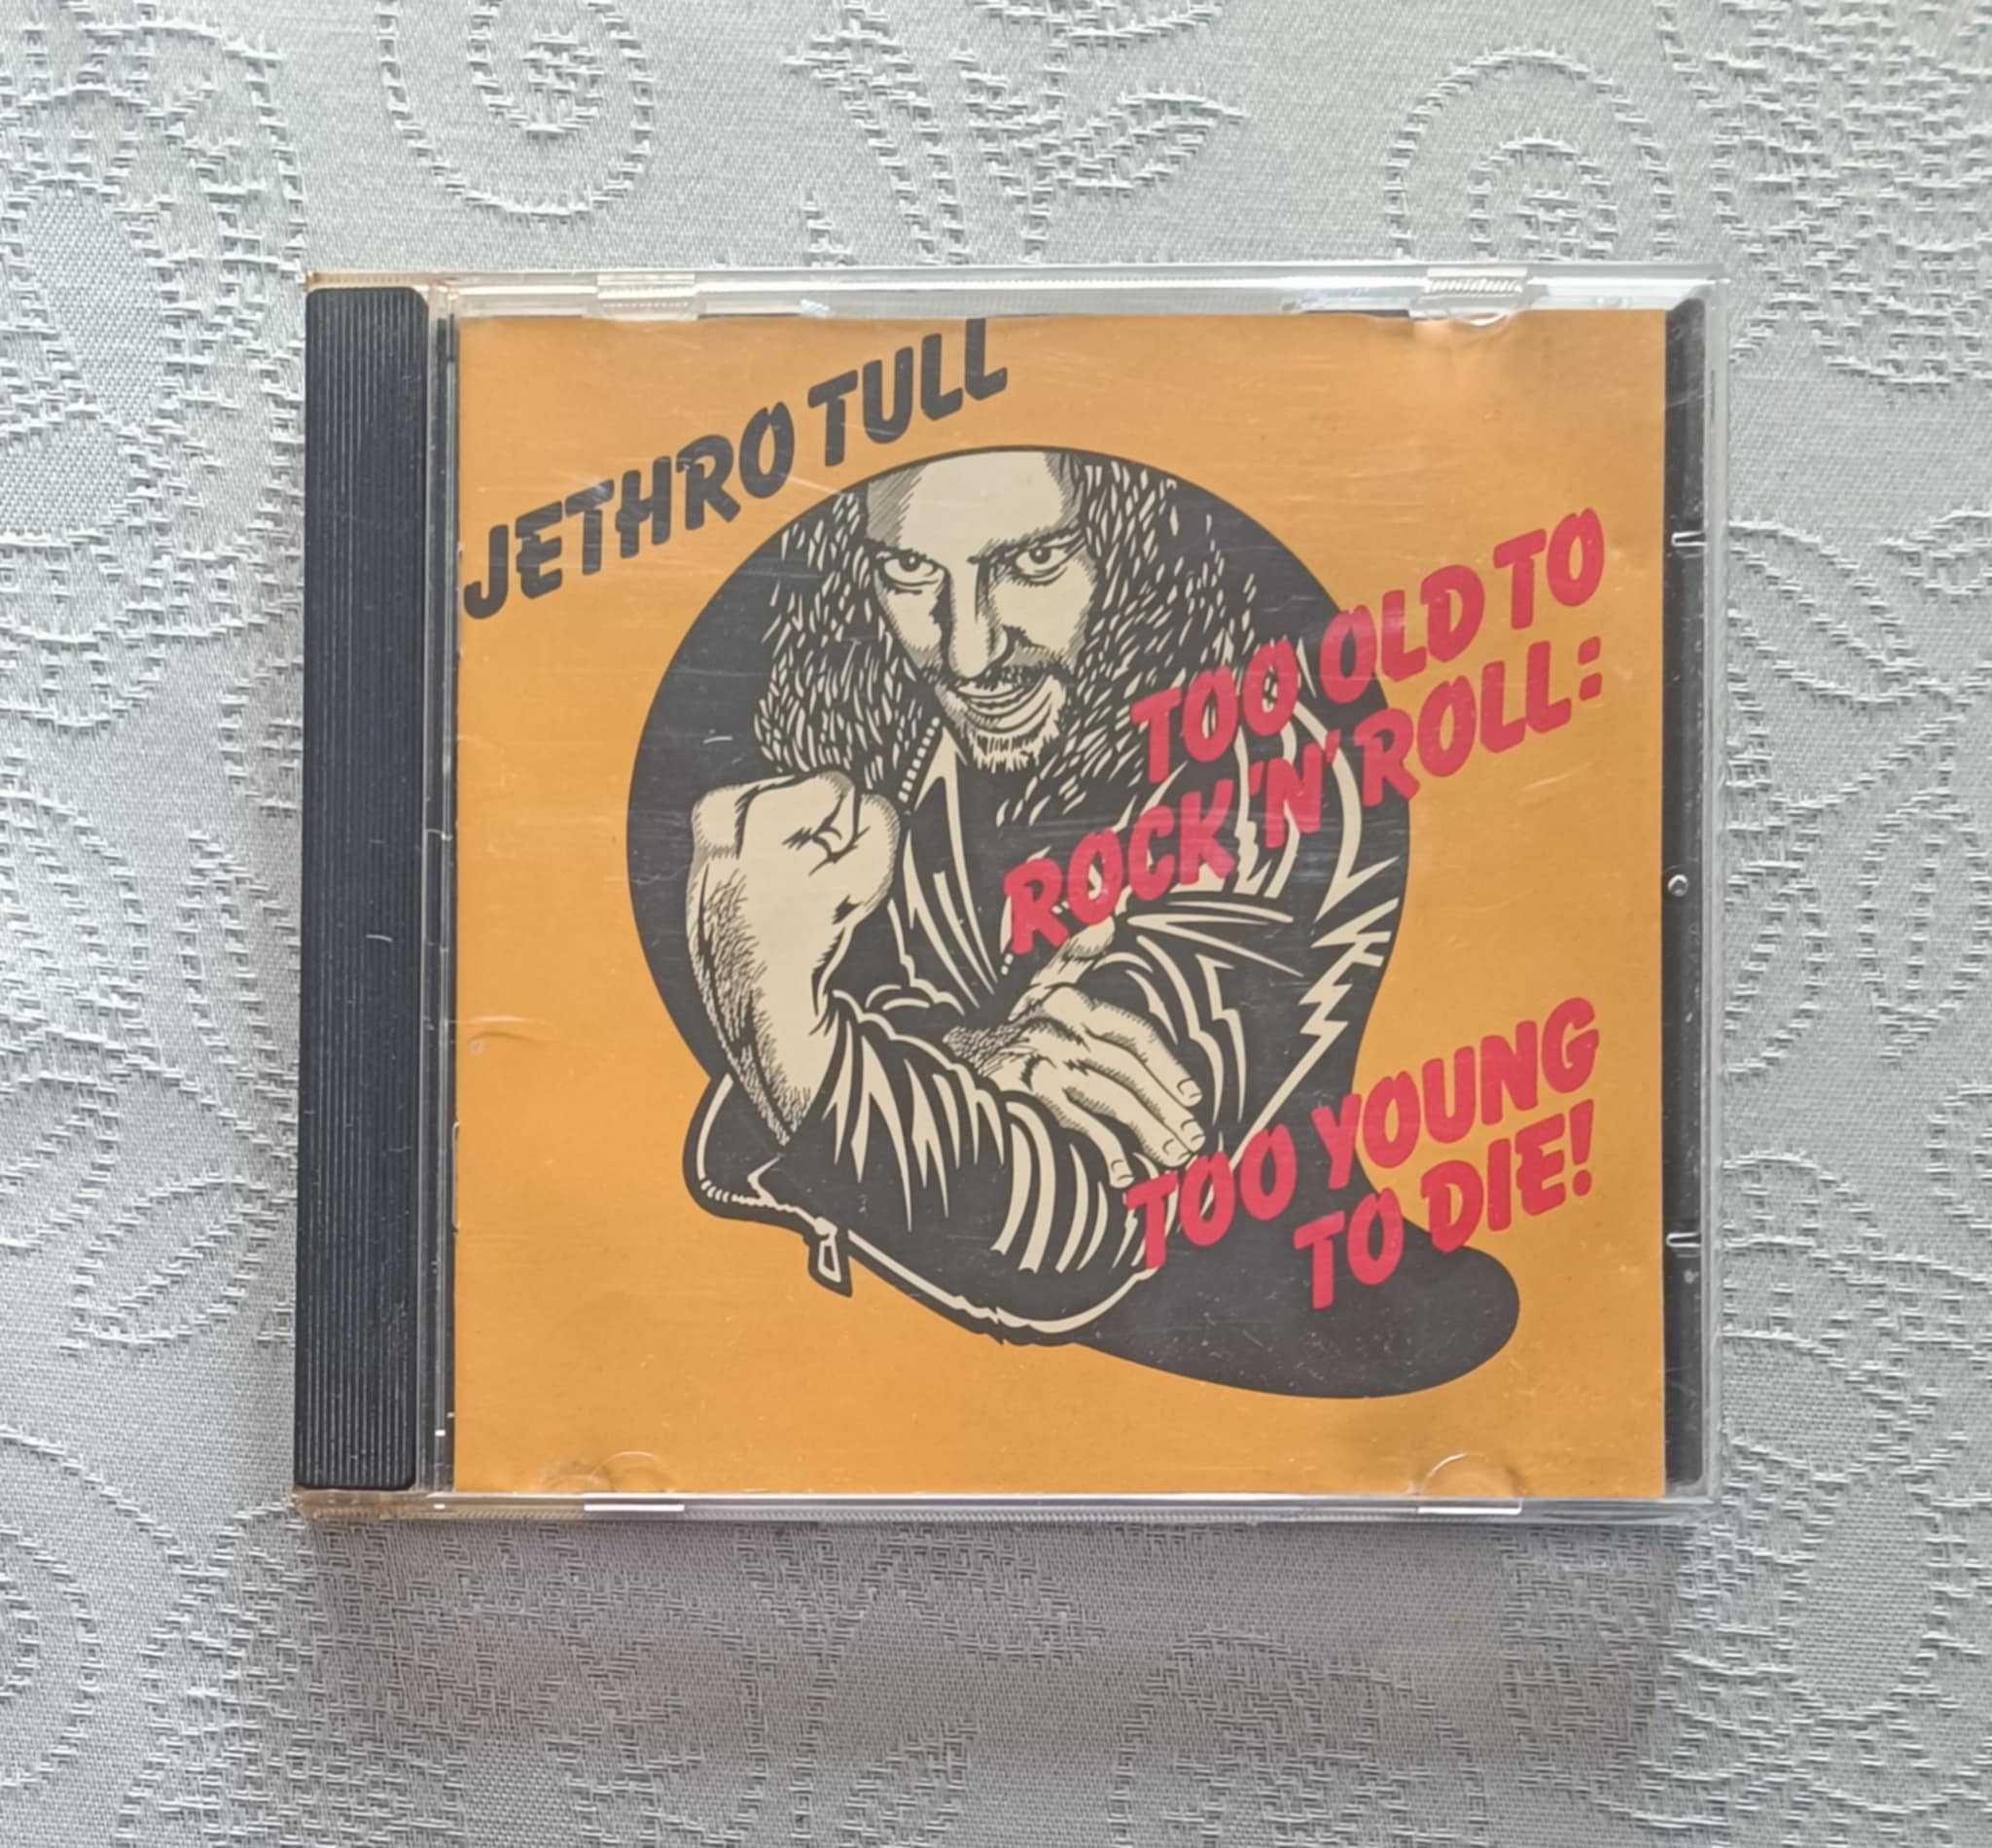 JETHRO TULL
TOO OLD TO
ROCK 'N' ROLL:
TOO YOUNG
TO DIE!